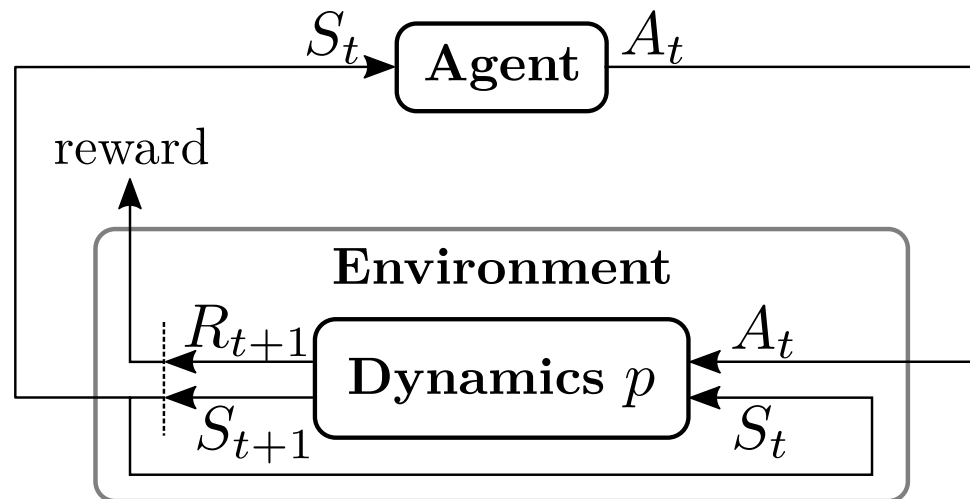 S_t Agent A_t
reward
Environment
R_{t+1} A_t
Dynamics p
S_{t+1} S_t